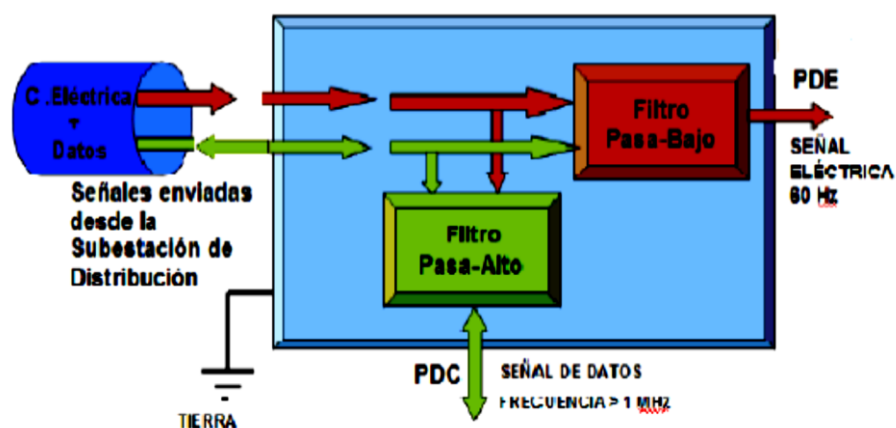 C .Eléctrica
+
Datos
Señales enviadas
desde la
Subestación de
Distribución
TIERRA
Filtro
Pasa-Bajo
Filtro
Pasa-Alto
PDE
SEÑAL
ELÉCTRICA
60 Hz
PDC
SEÑAL DE DATOS
FRECUENCIA > 1 MHz